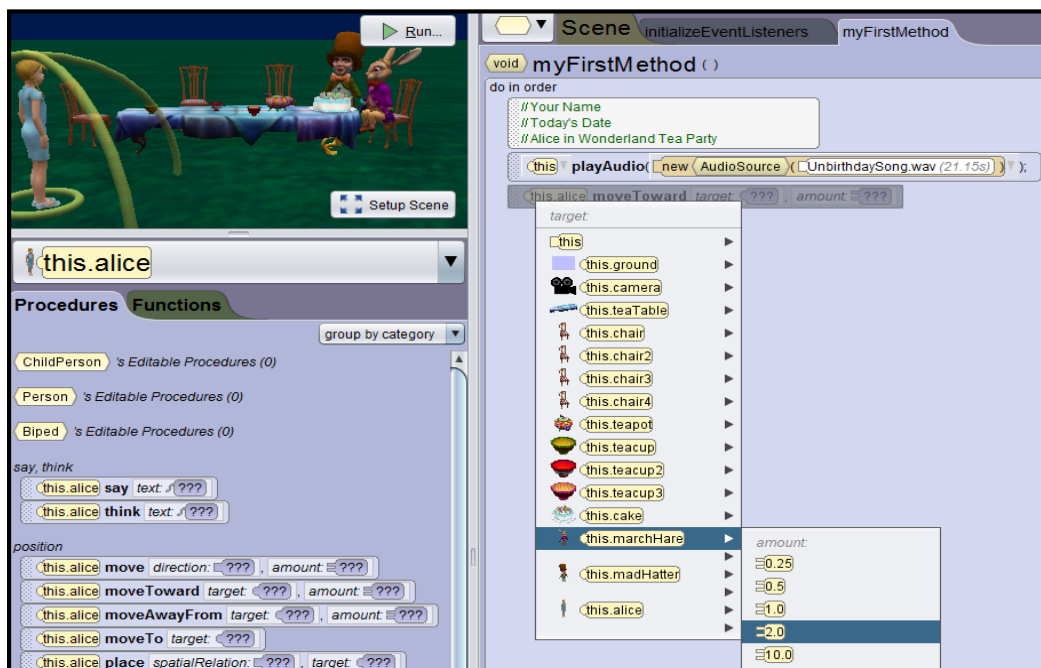 Run...
Setup Scene
this.alice
Procedures Functions
group by category
ChildPerson 's Editable Procedures (0)
Person 's Editable Procedures (0)
Biped 's Editable Procedures (0)
say, think
this.alice say text: ???
this.alice think text: ???
position
this.alice move direction: ??? , amount: ???
this.alice moveToward target: ??? , amount: ???
this.alice moveAwayFrom target: ??? , amount: ???
this.alice moveTo target: ???
this.alice place spatialRelation: ??? , target: ???
Scene initializeEventListeners myFirstMethod
void myFirstMethod ( )
do in order
//Your Name
//Today's Date
//Alice in Wonderland Tea Party
this playAudio( new AudioSource ( UnbirthdaySong.wav (21.15s) ) );
this.alice moveToward target: ??? , amount: ???
target:
this
this.ground
this.camera
this.teaTable
this.chair
this.chair2
this.chair3
this.chair4
this.teapot
this.teacup
this.teacup2
this.teacup3
this.cake
this.marchHare
this.madHatter
this.alice
amount:
0.25
0.5
1.0
2.0
10.0